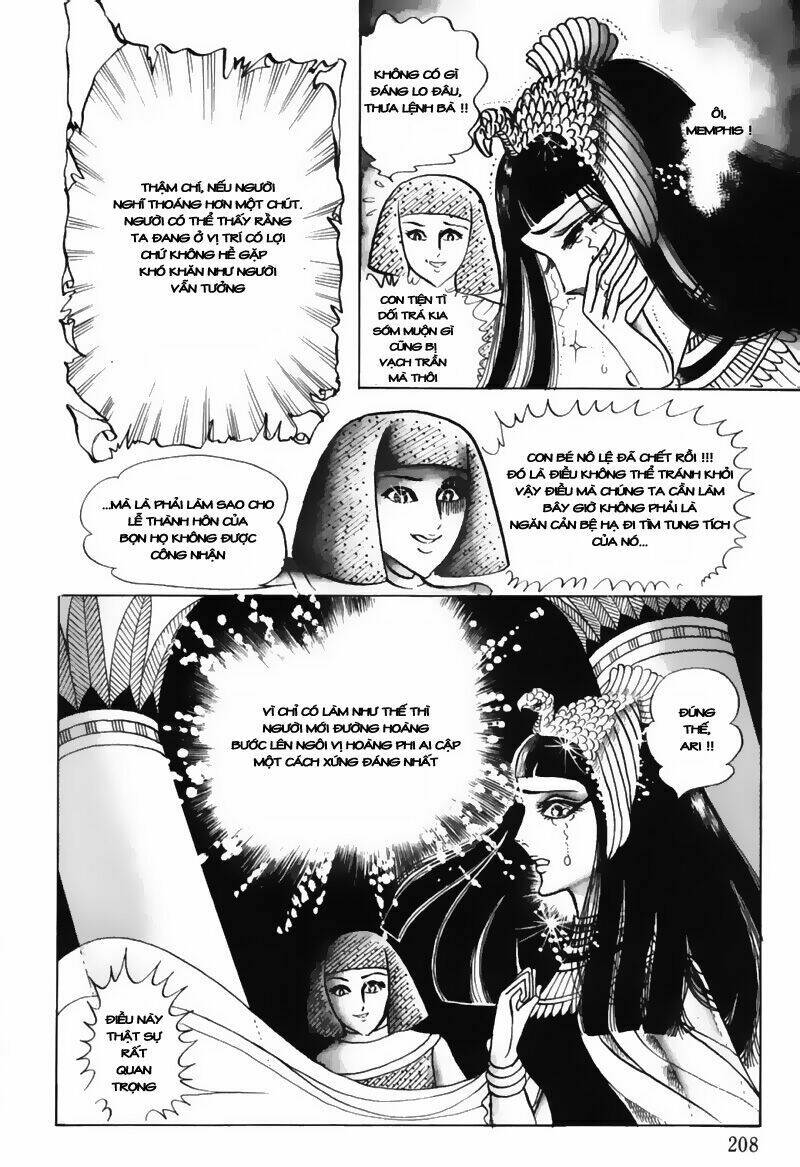 ÔI,
MEMPHIS !
KHÔNG CÓ GÌ
ĐÁNG LO ĐÂU,
THƯA LỆNH BÀ !!
CON TIỆN TÌ
DỐI TRÁ KIA
SỚM MUỘN GÌ
CŨNG BỊ
VẠCH TRẦN
MÀ THÔI
THẬM CHÍ, NẾU NGƯỜI
NGHĨ THOÁNG HƠN MỘT CHÚT.
NGƯỜI CÓ THỂ THẤY RẰNG
TA ĐANG Ở VỊ TRÍ CÓ LỢI
CHỨ KHÔNG HỀ GẶP
KHÓ KHĂN NHƯ NGƯỜI
VẪN TƯỞNG
CON BÉ NÔ LỆ ĐÃ CHẾT RỒI !!!
ĐÓ LÀ ĐIỀU KHÔNG THỂ TRÁNH KHỎI
VẬY ĐIỀU MÀ CHÚNG TA CẦN LÀM
BÂY GIỜ KHÔNG PHẢI LÀ
NGĂN CẢN BỆ HẠ ĐI TÌM TUNG TÍCH
CỦA NÓ...
...MÀ LÀ PHẢI LÀM SAO CHO
LỄ THÀNH HÔN CỦA
BỌN HỌ KHÔNG ĐƯỢC
CÔNG NHẬN
ĐÚNG
THẾ,
ARI !!
VÌ CHỈ CÓ LÀM NHƯ THẾ THÌ
NGƯỜI MỚI ĐƯỜNG HOÀNG
BƯỚC LÊN NGÔI VỊ HOÀNG PHI AI CẬP
MỘT CÁCH XỨNG ĐÁNG NHẤT
ĐIỀU NÀY
THẬT SỰ
RẤT
QUAN
TRỌNG
208